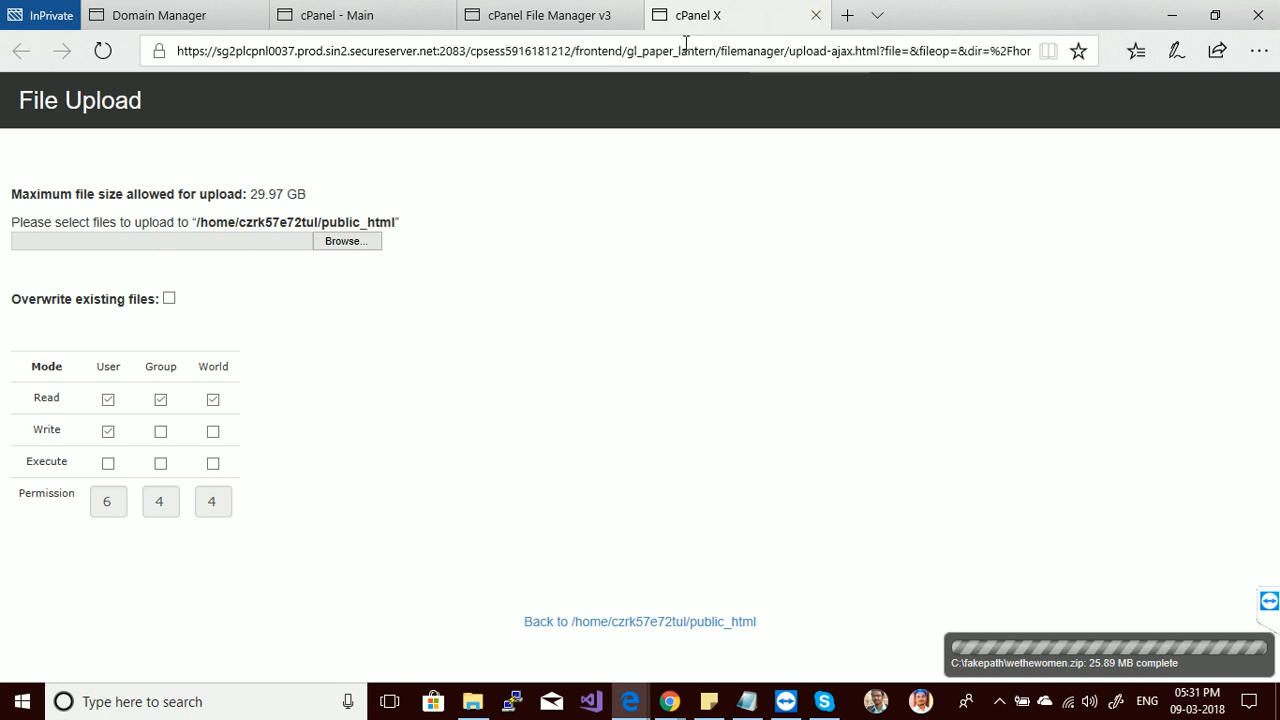 InPrivate
Domain Manager
cPanel - Main
cPanel File Manager v3
cPanel X
https://sg2plcpnl0037.prod.sin2.secureserver.net:2083/cpsess5916181212/frontend/gl_paper_lantern/filemanager/upload-ajax.html?file=&fileop=&dir=%2Fhor
File Upload
Maximum file size allowed for upload: 29.97 GB
Please select files to upload to “/home/czrk57e72tul/public_html”
Browse...
Overwrite existing files:
Mode User Group World
Read
Write
Execute
Permission 6 4 4
Back to /home/czrk57e72tul/public_html
C:\fakepath\wethewomen.zip: 25.89 MB complete
Type here to search
ENG
05:31 PM
09-03-2018